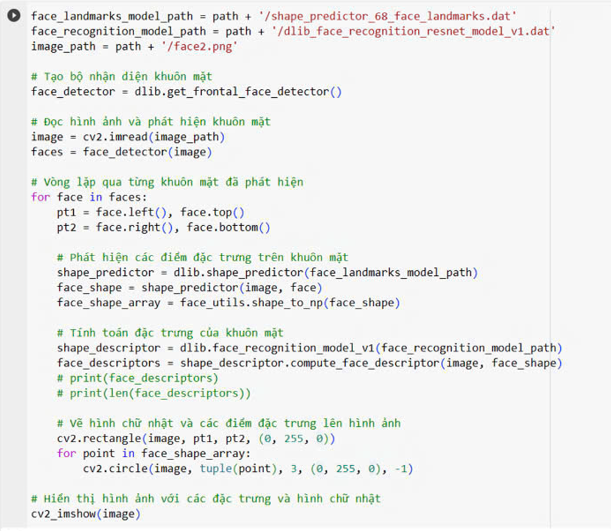 face_landmarks_model_path = path + '/shape_predictor_68_face_landmarks.dat'
face_recognition_model_path = path + '/dlib_face_recognition_resnet_model_v1.dat'
image_path = path + '/face2.png'

# Tạo bộ nhận diện khuôn mặt
face_detector = dlib.get_frontal_face_detector()

# Đọc hình ảnh và phát hiện khuôn mặt
image = cv2.imread(image_path)
faces = face_detector(image)

# Vòng lặp qua từng khuôn mặt đã phát hiện
for face in faces:
    pt1 = face.left(), face.top()
    pt2 = face.right(), face.bottom()

    # Phát hiện các điểm đặc trưng trên khuôn mặt
    shape_predictor = dlib.shape_predictor(face_landmarks_model_path)
    face_shape = shape_predictor(image, face)
    face_shape_array = face_utils.shape_to_np(face_shape)

    # Tính toán đặc trưng của khuôn mặt
    shape_descriptor = dlib.face_recognition_model_v1(face_recognition_model_path)
    face_descriptors = shape_descriptor.compute_face_descriptor(image, face_shape)
    # print(face_descriptors)
    # print(len(face_descriptors))

    # Vẽ hình chữ nhật và các điểm đặc trưng lên hình ảnh
    cv2.rectangle(image, pt1, pt2, (0, 255, 0))
    for point in face_shape_array:
        cv2.circle(image, tuple(point), 3, (0, 255, 0), -1)

# Hiển thị hình ảnh với các đặc trưng và hình chữ nhật
cv2_imshow(image)